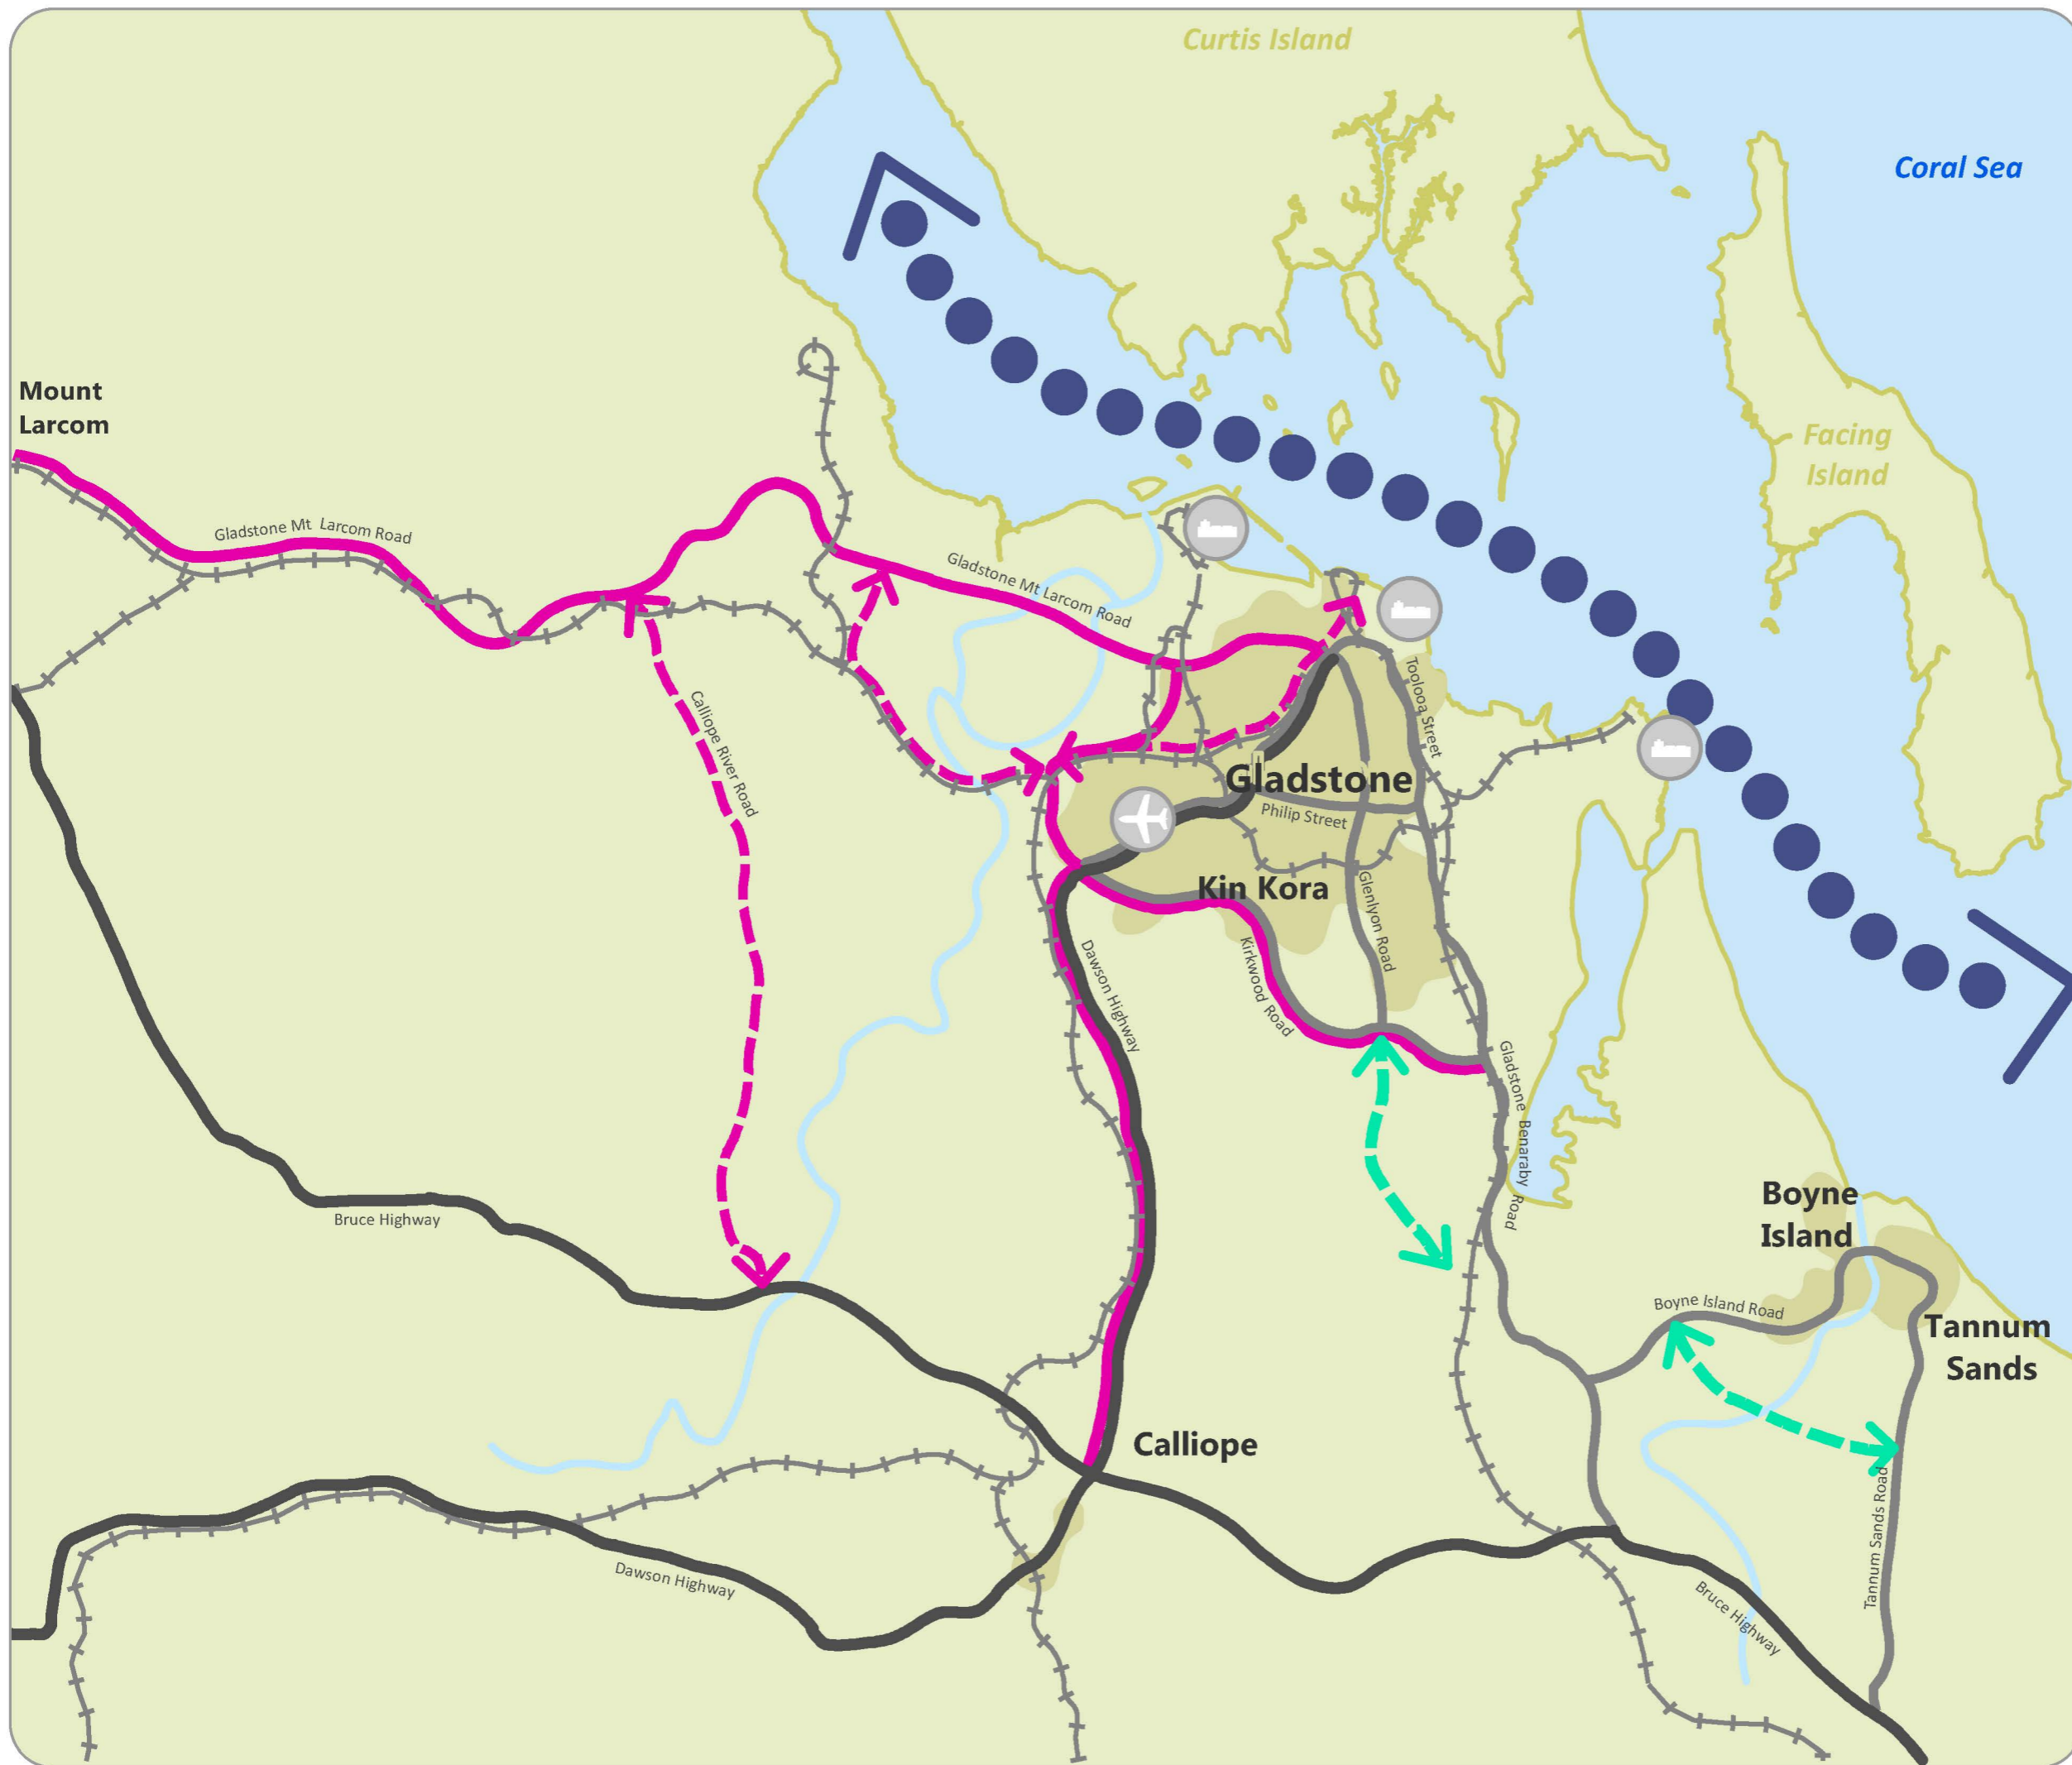 Curtis Island
Coral Sea
Mount
Larcom
Facing
Island
Gladstone Mt Larcom Road
Gladstone Mt Larcom Road
Toolooa Street
Calliope River Road
Gladstone
Philip Street
Kin Kora
Glenlyon Road
Kirkwood Road
Dawson Highway
Gladstone Benaraby Road
Boyne
Island
Bruce Highway
Boyne Island Road
Tannum
Sands
Calliope
Tannum Sands Road
Dawson Highway
Bruce Highway